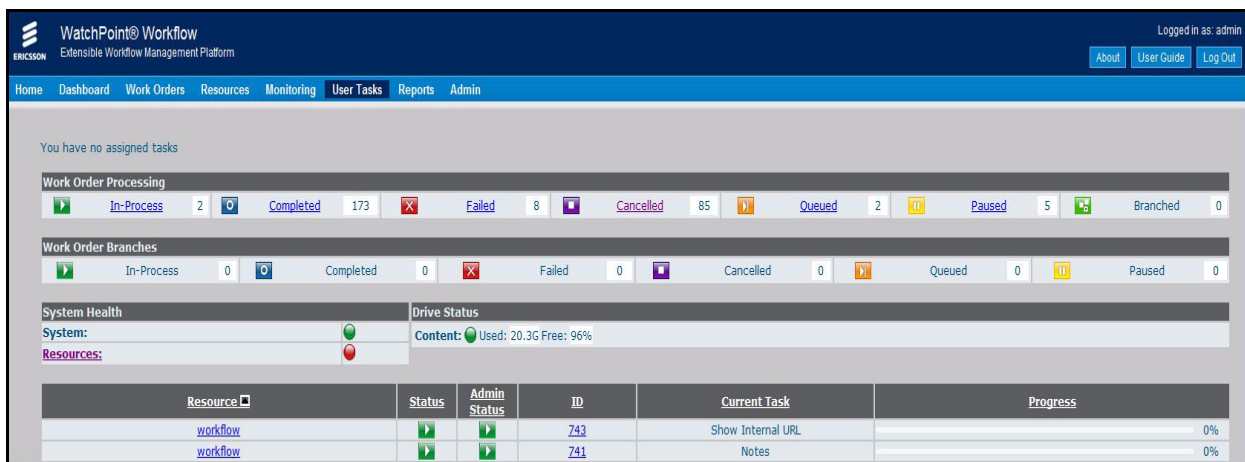 WatchPoint® Workflow
Logged in as: admin
ERICSSON
Extensible Workflow Management Platform
About User Guide Log Out
Home Dashboard Work Orders Resources Monitoring User Tasks Reports Admin
You have no assigned tasks
Work Order Processing
In-Process 2 Completed 173 Failed 8 Cancelled 85 Queued 2 Paused 5 Branched 0
Work Order Branches
In-Process 0 Completed 0 Failed 0 Cancelled 0 Queued 0 Paused 0
System Health Drive Status
System: Content: Used: 20.3G Free: 96%
Resources:
Resource Status Admin Status ID Current Task Progress
workflow 743 Show Internal URL 0%
workflow 741 Notes 0%